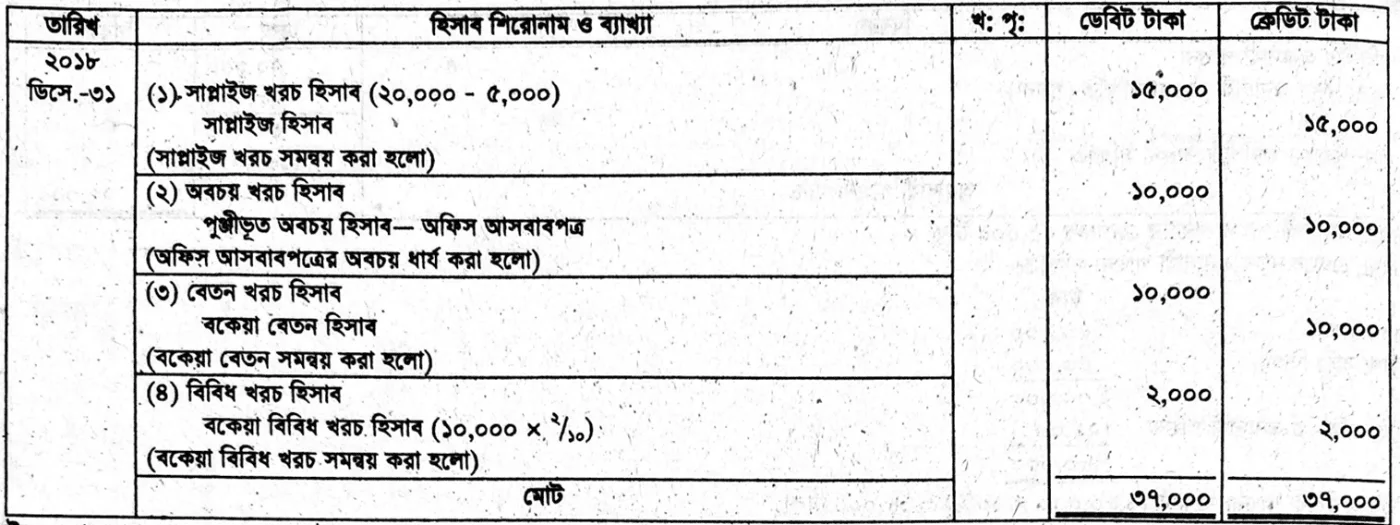 তারিখ হিসাব শিরোনাম ও ব্যাখ্যা খ: পৃ: ডেবিট টাকা ক্রেডিট টাকা
২০১৮
ডিসে.-৩১ (১) সাপ্লাইজ খরচ হিসাব (২০,০০০ - ৫,০০০) ১৫,০০০
সাপ্লাইজ হিসাব ১৫,০০০
(সাপ্লাইজ খরচ সমন্বয় করা হলো)
(২) অবচয় খরচ হিসাব ১০,০০০
পুঞ্জীভূত অবচয় হিসাব— অফিস আসবাবপত্র ১০,০০০
(অফিস আসবাবপত্রের অবচয় ধার্য করা হলো)
(৩) বেতন খরচ হিসাব ১০,০০০
বকেয়া বেতন হিসাব ১০,০০০
(বকেয়া বেতন সমন্বয় করা হলো)
(৪) বিবিধ খরচ হিসাব ২,০০০
বকেয়া বিবিধ খরচ হিসাব (১০,০০০ × ২/১০) ২,০০০
(বকেয়া বিবিধ খরচ সমন্বয় করা হলো)
মোট ৩৭,০০০ ৩৭,০০০